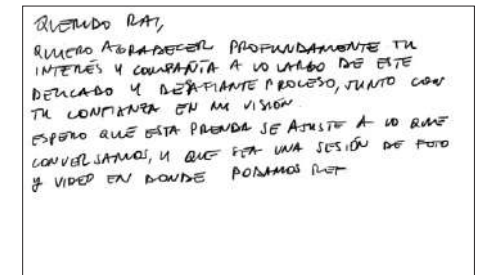 QUERIDO RAI,
QUIERO AGRADECER PROFUNDAMENTE TU
INTERÉS Y COMPAÑÍA A LO LARGO DE ESTE
DELICADO Y DESAFIANTE PROCESO, JUNTO CON
TU CONFIANZA EN MI VISIÓN.
ESPERO QUE ESTA PRENDA SE AJUSTE A LO QUE
CONVERSAMOS, Y QUE SEA UNA SESIÓN DE FOTO
Y VIDEO EN DONDE PODAMOS